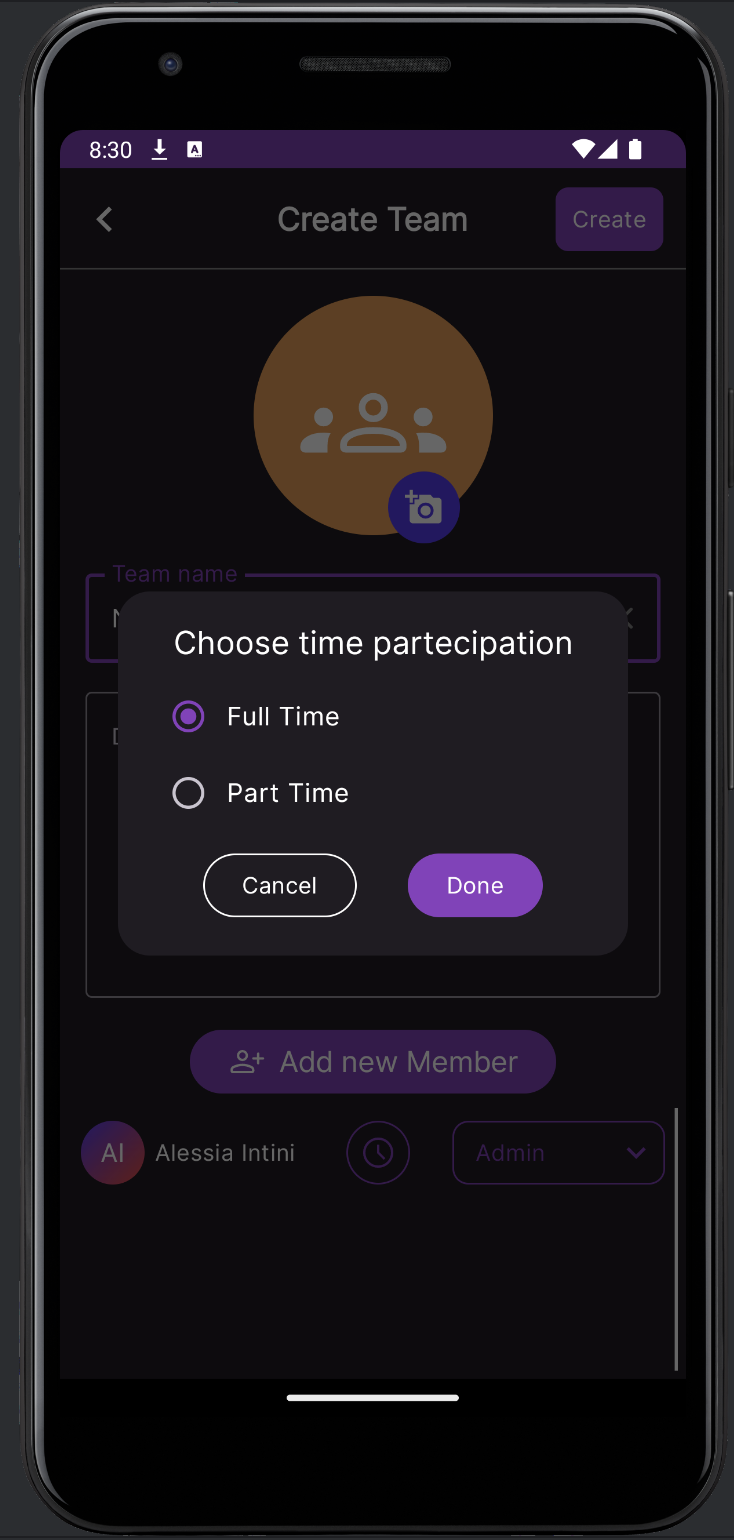 8:30
Create Team
Create
Team name
Choose time partecipation
Full Time
Part Time
Cancel
Done
Add new Member
AI
Alessia Intini
Admin